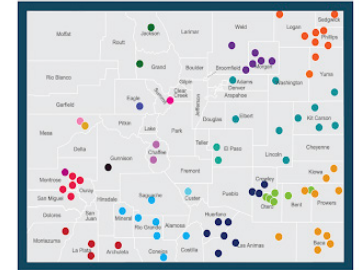 Sedgwick
Moffat
Routt
Jackson
Larimer
Weld
Logan
Phillips
Grand
Boulder
Broomfield
Morgan
Rio Blanco
Gilpin
Adams
Washington
Yuma
Eagle
Summit
Clear
Creek
Denver
Arapahoe
Garfield
Jefferson
Pitkin
Lake
Park
Douglas
Elbert
Kit Carson
Mesa
Delta
Chaffee
Teller
El Paso
Lincoln
Cheyenne
Gunnison
Fremont
Montrose
Ouray
Crowley
Kiowa
San Miguel
Hinsdale
Saguache
Custer
Pueblo
Otero
Bent
Prowers
Dolores
San
Juan
Mineral
Rio Grande
Alamosa
Huerfano
Montezuma
La Plata
Archuleta
Conejos
Costilla
Las Animas
Baca